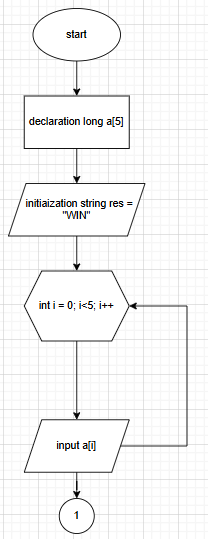 start
declaration long a[5]
initiaization string res =
"WIN"
int i = 0; i<5; i++
input a[i]
1